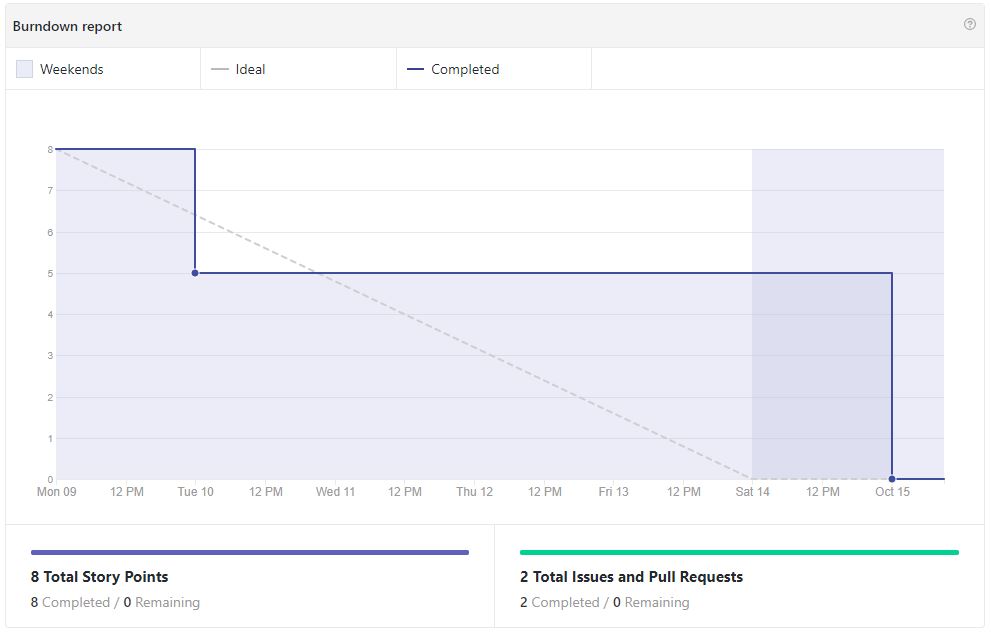 Burndown report
Weekends Ideal Completed
8
7
6
5
4
3
2
1
0
Mon 09 12 PM Tue 10 12 PM Wed 11 12 PM Thu 12 12 PM Fri 13 12 PM Sat 14 12 PM Oct 15
8 Total Story Points
8 Completed / 0 Remaining
2 Total Issues and Pull Requests
2 Completed / 0 Remaining